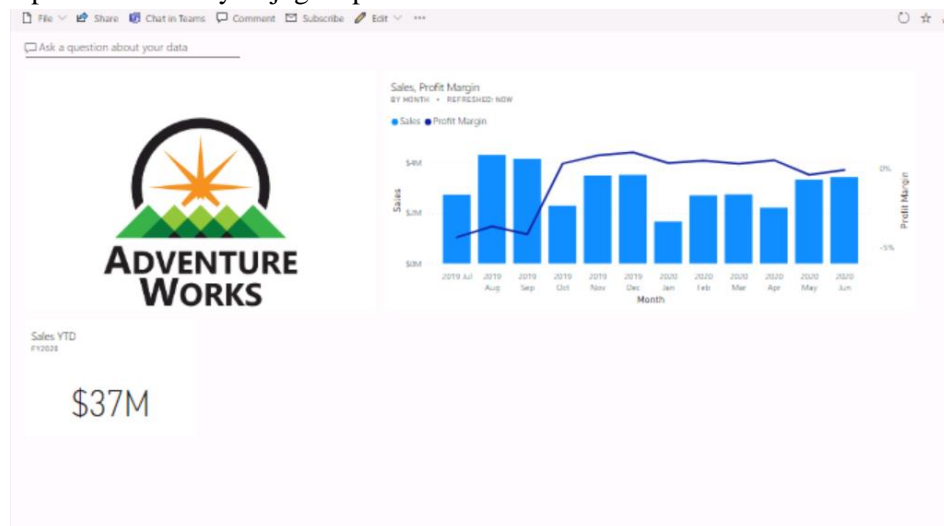 File Share Chat in Teams Comment Subscribe Edit
Ask a question about your data
ADVENTURE
WORKS
Sales, Profit Margin
BY MONTH • REFRESHED: NOW
Sales Profit Margin
$4M
$2M
$0M
Sales
0%
-5%
Profit Margin
2019 Jul 2019 Aug 2019 Sep 2019 Oct 2019 Nov 2019 Dec 2020 Jan 2020 Feb 2020 Mar 2020 Apr 2020 May 2020 Jun
Month
Sales YTD
FY2020
$37M